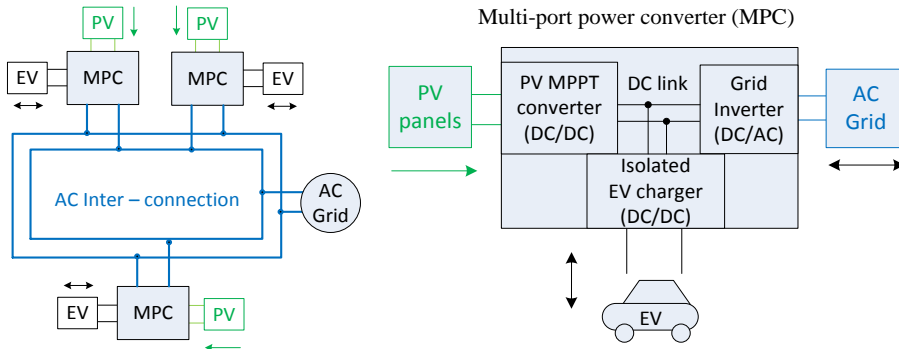 PV
PV
EV
MPC
MPC
EV
AC Inter – connection
AC
Grid
EV
MPC
PV
Multi-port power converter (MPC)
PV
panels
PV MPPT
converter
(DC/DC)
DC link
Grid
Inverter
(DC/AC)
AC
Grid
Isolated
EV charger
(DC/DC)
EV